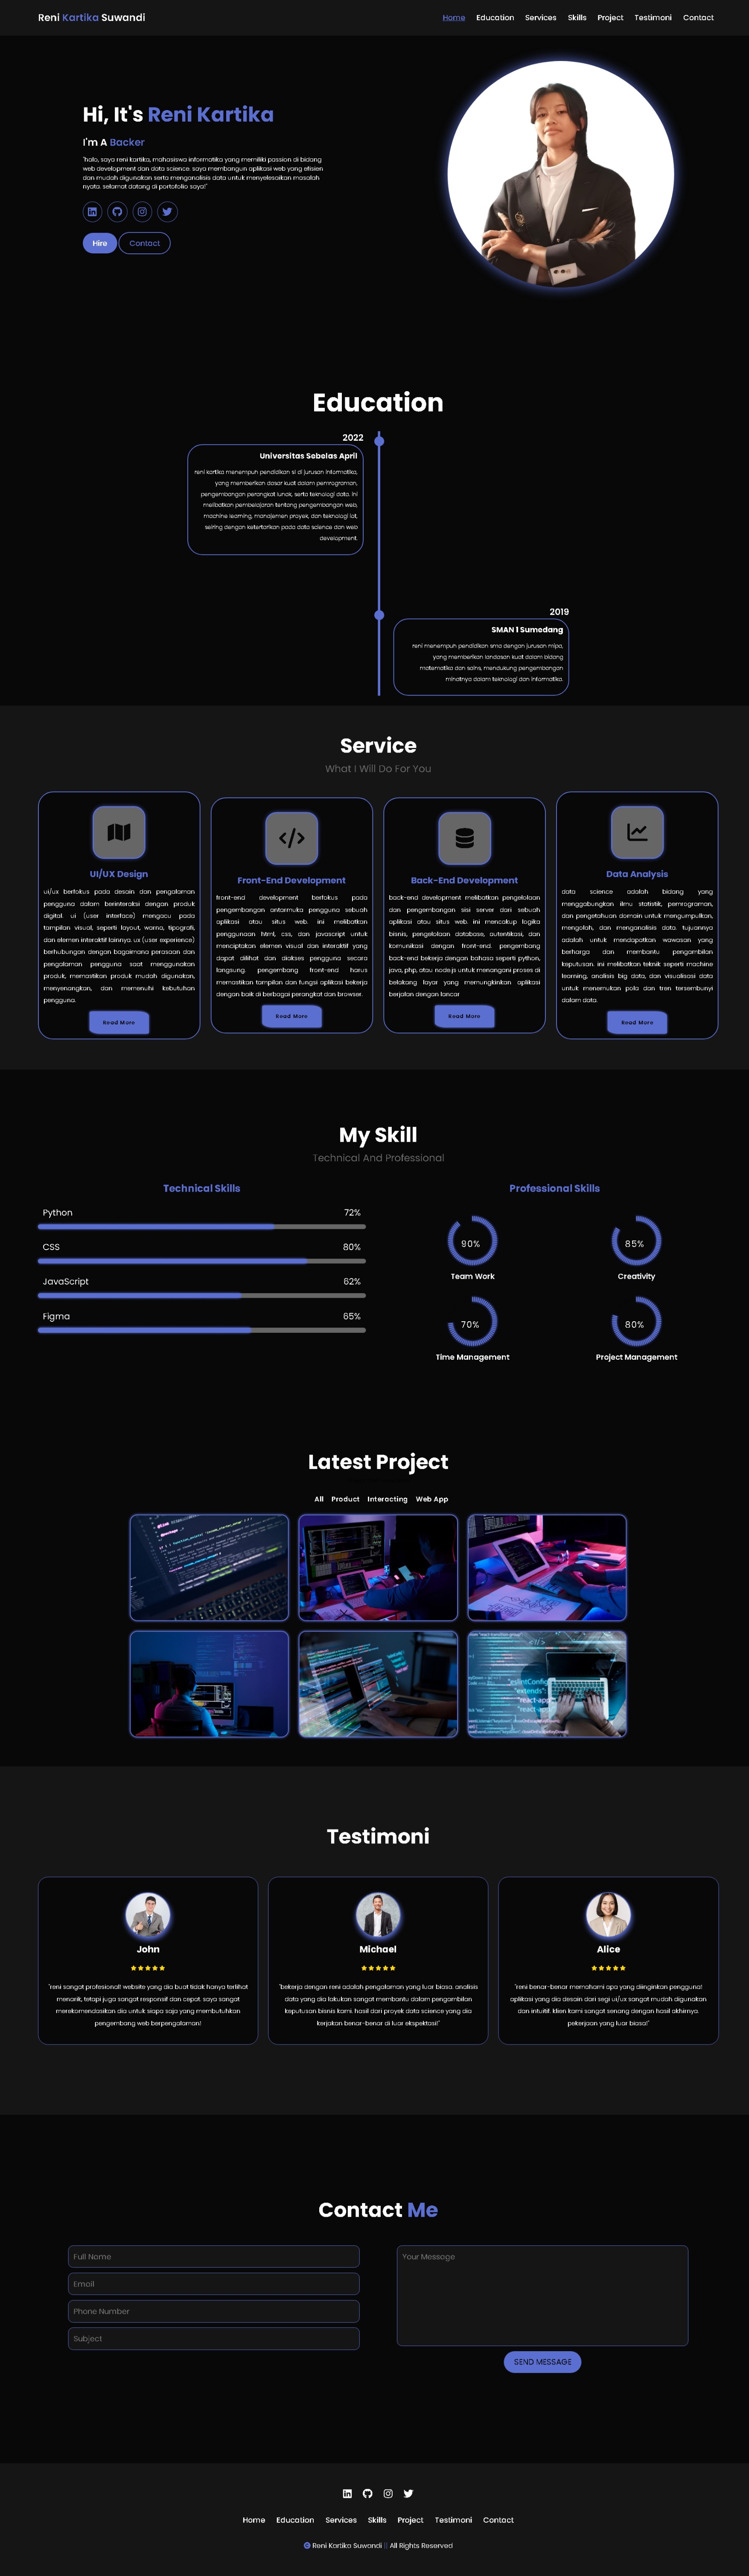 Reni Kartika Suwandi
Home Education Services Skills Project Testimoni Contact
Hi, It's Reni Kartika
I'm A Backer
"halo, saya reni kartika, mahasiswa informatika yang memiliki passion di bidang
web development dan data science. saya membangun aplikasi web yang efisien
dan mudah digunakan serta menganalisis data untuk menyelesaikan masalah
nyata. selamat datang di portofolio saya!"
Hire Contact
Education
2022
Universitas Sebelas April
reni kartika menempuh pendidikan s1 di jurusan informatika,
yang memberikan dasar kuat dalam pemrograman,
pengembangan perangkat lunak, serta teknologi data. ini
melibatkan pembelajaran tentang pengembangan web,
machine learning, manajemen proyek, dan teknologi iot,
seiring dengan ketertarikan pada data science dan web
development.
2019
SMAN 1 Sumedang
reni menempuh pendidikan sma dengan jurusan mipa,
yang memberikan landasan kuat dalam bidang
matematika dan sains, mendukung pengembangan
minatnya dalam teknologi dan informatika.
Service
What I Will Do For You
UI/UX Design
ui/ux berfokus pada desain dan pengalaman
pengguna dalam berinteraksi dengan produk
digital. ui (user interface) mengacu pada
tampilan visual, seperti layout, warna, tipografi,
dan elemen interaktif lainnya. ux (user experience)
berhubungan dengan bagaimana perasaan dan
pengalaman pengguna saat menggunakan
produk, memastikan produk mudah digunakan,
menyenangkan, dan memenuhi kebutuhan
pengguna.
Read More
Front-End Development
front-end development berfokus pada
pengembangan antarmuka pengguna sebuah
aplikasi atau situs web. ini melibatkan
penggunaan html, css, dan javascript untuk
menciptakan elemen visual dan interaktif yang
dapat dilihat dan diakses pengguna secara
langsung. pengembang front-end harus
memastikan tampilan dan fungsi aplikasi bekerja
dengan baik di berbagai perangkat dan browser.
Read More
Back-End Development
back-end development melibatkan pengelolaan
dan pengembangan sisi server dari sebuah
aplikasi atau situs web. ini mencakup logika
bisnis, pengelolaan database, autentikasi, dan
komunikasi dengan front-end. pengembang
back-end bekerja dengan bahasa seperti python,
java, php, atau node.js untuk menangani proses di
belakang layar yang memungkinkan aplikasi
berjalan dengan lancar
Read More
Data Analysis
data science adalah bidang yang
menggabungkan ilmu statistik, pemrograman,
dan pengetahuan domain untuk mengumpulkan,
mengolah, dan menganalisis data. tujuannya
adalah untuk mendapatkan wawasan yang
berharga dan membantu pengambilan
keputusan. ini melibatkan teknik seperti machine
learning, analisis big data, dan visualisasi data
untuk menemukan pola dan tren tersembunyi
dalam data.
Read More
My Skill
Technical And Professional
Technical Skills
Python 72%
CSS 80%
JavaScript 62%
Figma 65%
Professional Skills
90% 85%
Team Work Creativity
70% 80%
Time Management Project Management
Latest Project
All Product Interacting Web App
"eslintConfig
"extends":
"react-app"
Testimoni
John
"reni sangat profesional! website yang dia buat tidak hanya terlihat
menarik, tetapi juga sangat responsif dan cepat. saya sangat
merekomendasikan dia untuk siapa saja yang membutuhkan
pengembang web berpengalaman!
Michael
"bekerja dengan reni adalah pengalaman yang luar biasa. analisis
data yang dia lakukan sangat membantu dalam pengambilan
keputusan bisnis kami. hasil dari proyek data science yang dia
kerjakan benar-benar di luar ekspektasi!"
Alice
"reni benar-benar memahami apa yang diinginkan pengguna!
aplikasi yang dia desain dari segi ui/ux sangat mudah digunakan
dan intuitif. klien kami sangat senang dengan hasil akhirnya.
pekerjaan yang luar biasa!"
Contact Me
Full Name
Email
Phone Number
Subject
Your Message
SEND MESSAGE
Home Education Services Skills Project Testimoni Contact
© Reni Kartika Suwandi || All Rights Reserved